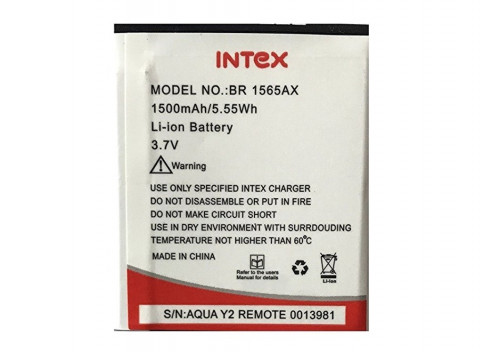 INTEX
MODEL NO.:BR 1565AX
1500mAh/5.55Wh
Li-ion Battery
3.7V
Warning
USE ONLY SPECIFIED INTEX CHARGER
DO NOT DISASSEMBLE OR PUT IN FIRE
DO NOT MAKE CIRCUIT SHORT
USE IN DRY ENVIRONMENT WITH SURRDOUDING
TEMPERATURE NOT HIGHER THAN 60°C
MADE IN CHINA
Refer to the users
Manual for details
Li-ion
S/N:AQUA Y2 REMOTE 0013981